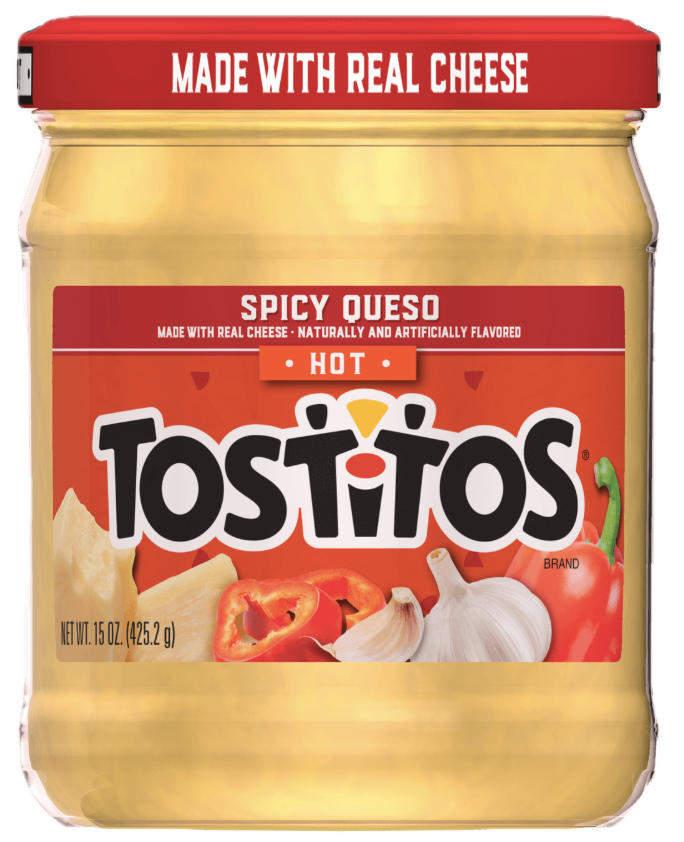 MADE WITH REAL CHEESE
SPICY QUESO
MADE WITH REAL CHEESE · NATURALLY AND ARTIFICIALLY FLAVORED
· HOT ·
TOSTITOS®
BRAND
NET WT. 15 OZ. (425.2 g)